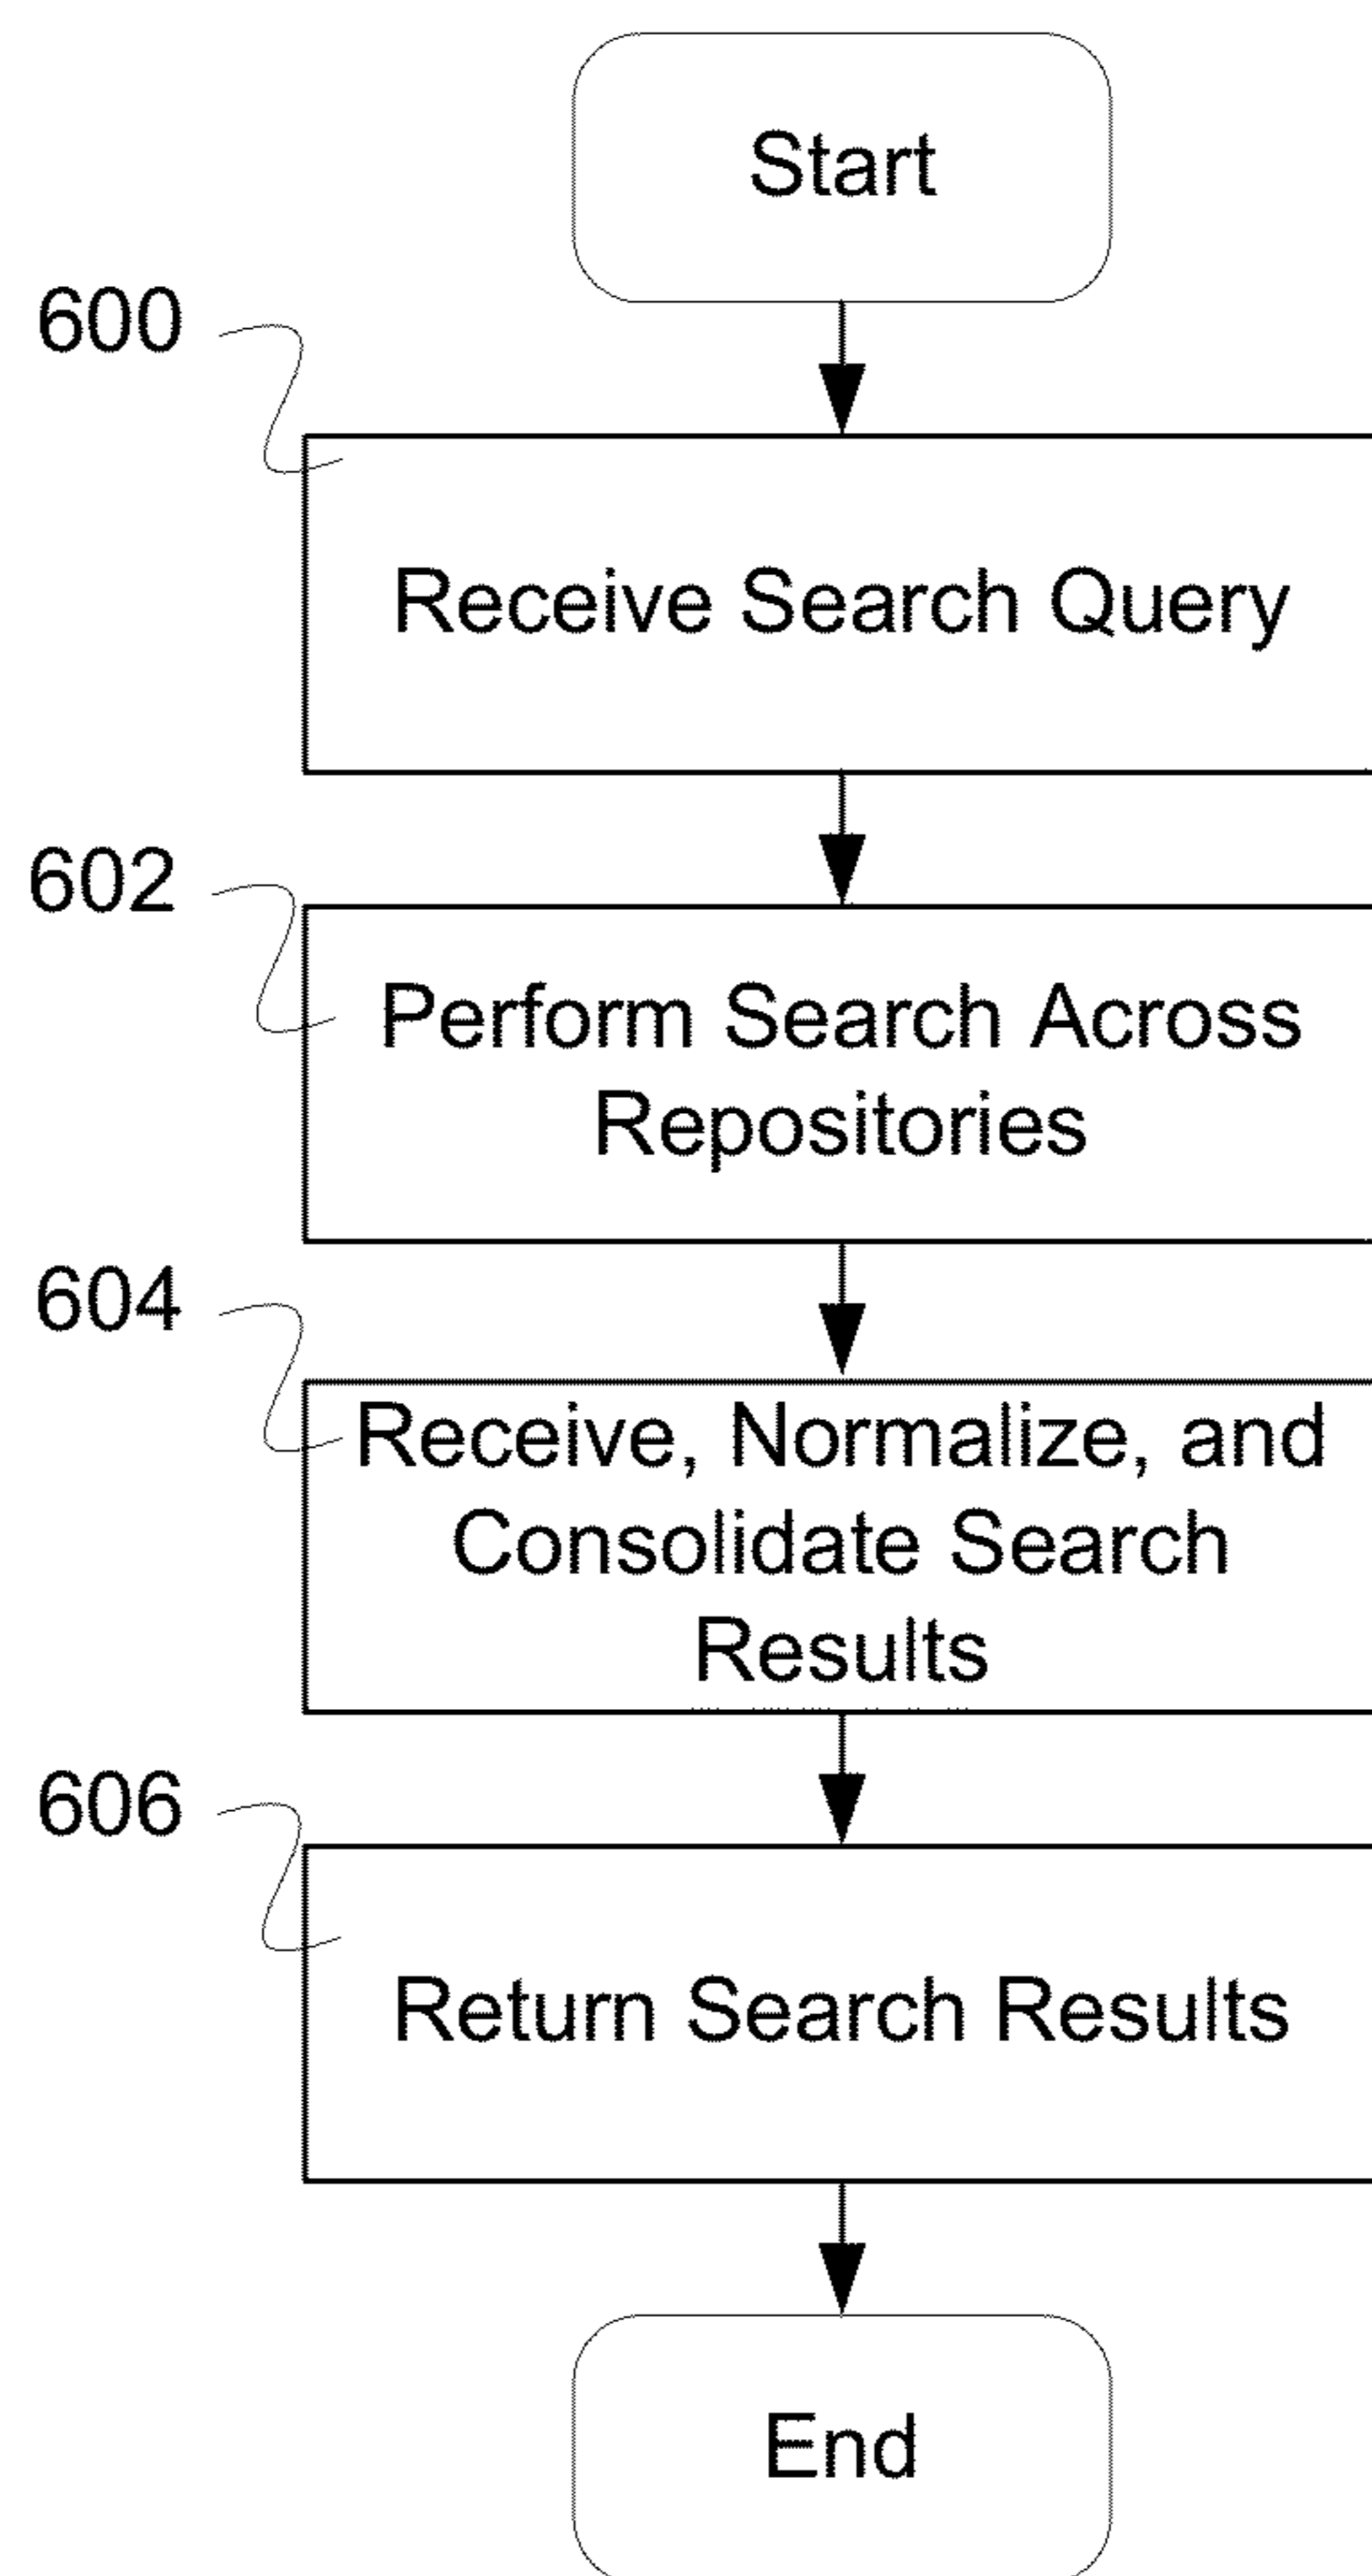 Start
600
Receive Search Query
602
Perform Search Across
Repositories
604
Receive, Normalize, and
Consolidate Search
Results
606
Return Search Results
End